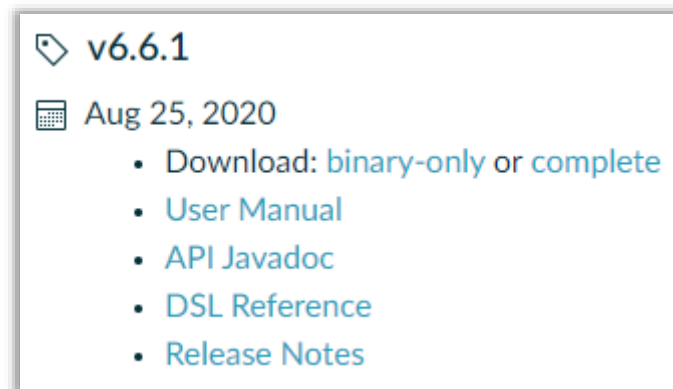 v6.6.1
Aug 25, 2020
• Download: binary-only or complete
• User Manual
• API Javadoc
• DSL Reference
• Release Notes